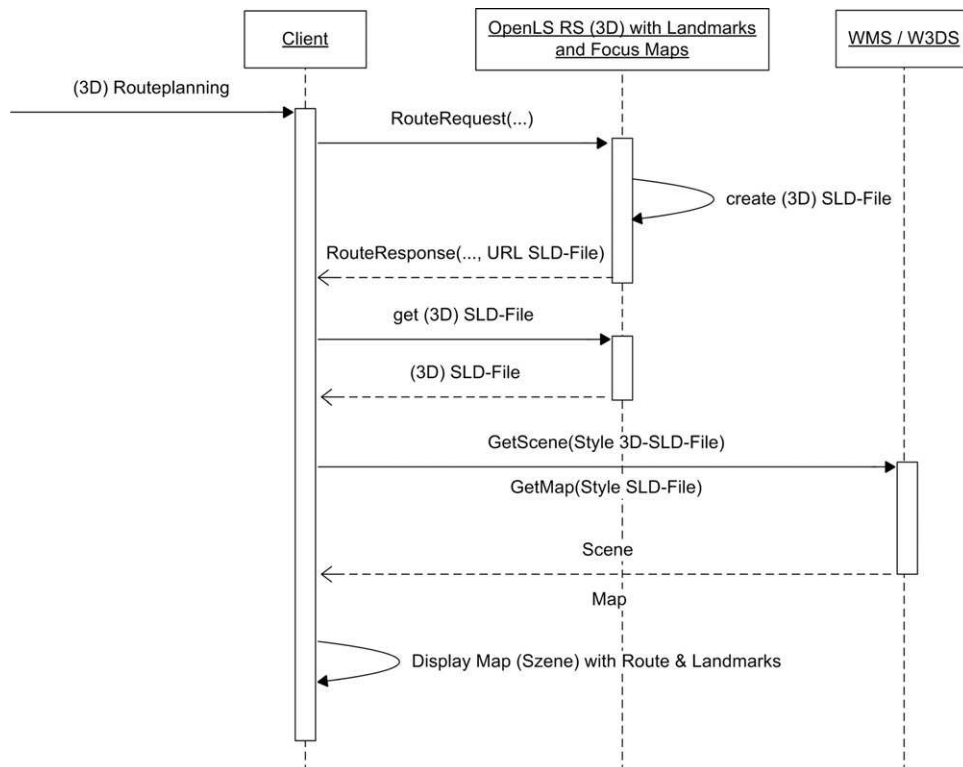 Client
OpenLS RS (3D) with Landmarks
and Focus Maps
WMS / W3DS
(3D) Routeplanning
RouteRequest(...)
create (3D) SLD-File
RouteResponse(..., URL SLD-File)
get (3D) SLD-File
(3D) SLD-File
GetScene(Style 3D-SLD-File)
GetMap(Style SLD-File)
Scene
Map
Display Map (Szene) with Route & Landmarks